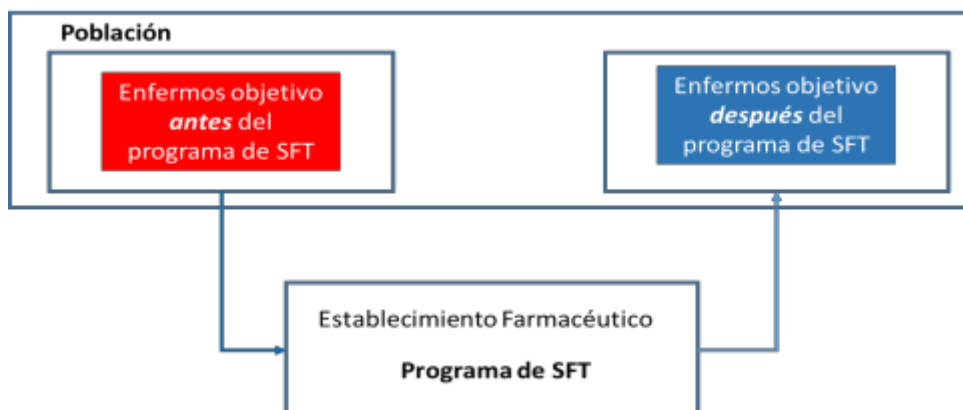 Población
Enfermos objetivo
antes del
programa de SFT
Enfermos objetivo
después del
programa de SFT
Establecimiento Farmacéutico
Programa de SFT